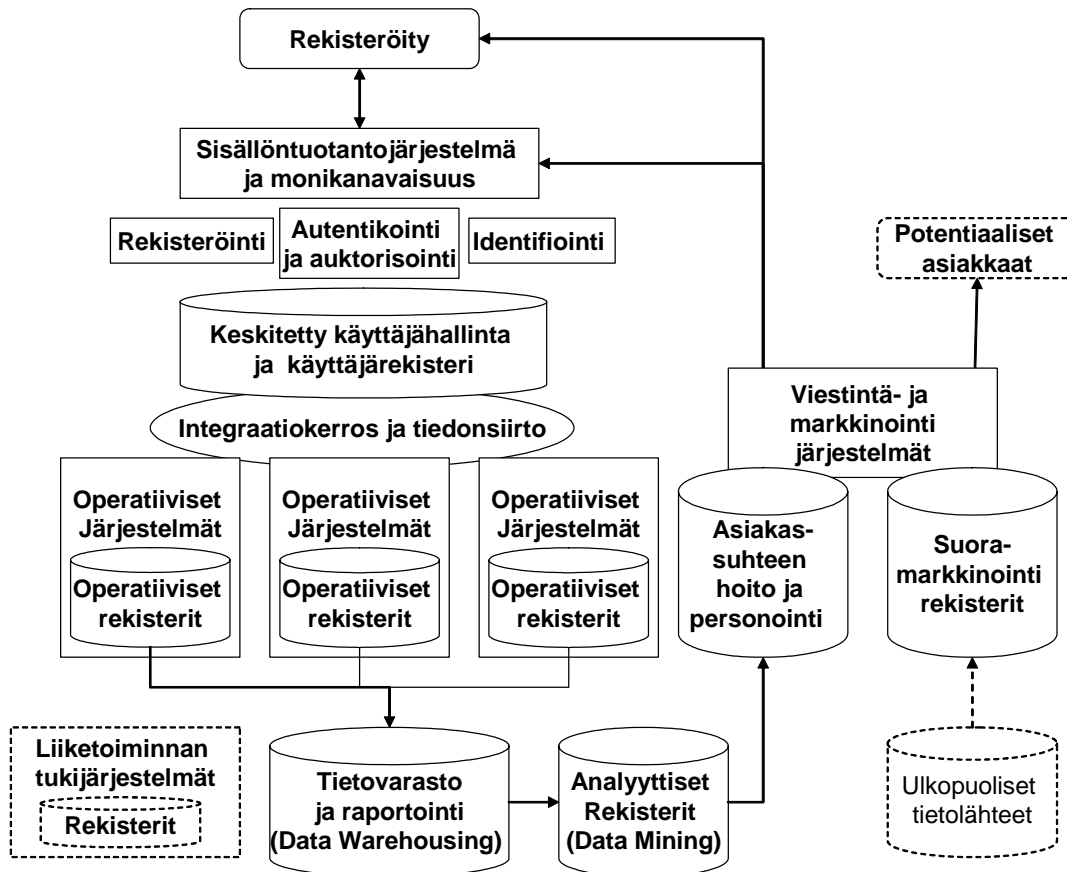 Rekisteröity
Sisällöntuotantojärjestelmä
ja monikanavaisuus
Rekisteröinti
Autentikointi
ja auktorisointi
Identifiointi
Potentiaaliset
asiakkaat
Keskitetty käyttäjähallinta
ja käyttäjärekisteri
Integraatiokerros ja tiedonsiirto
Viestintä- ja
markkinointi
järjestelmät
Operatiiviset
Järjestelmät
Operatiiviset
rekisterit
Operatiiviset
Järjestelmät
Operatiiviset
rekisterit
Operatiiviset
Järjestelmät
Operatiiviset
rekisterit
Asiakas-
suhteen
hoito ja
personointi
Suora-
markkinointi
rekisterit
Liiketoiminnan
tukijärjestelmät
Rekisterit
Tietovarasto
ja raportointi
(Data Warehousing)
Analyyttiset
Rekisterit
(Data Mining)
Ulkopuoliset
tietolähteet